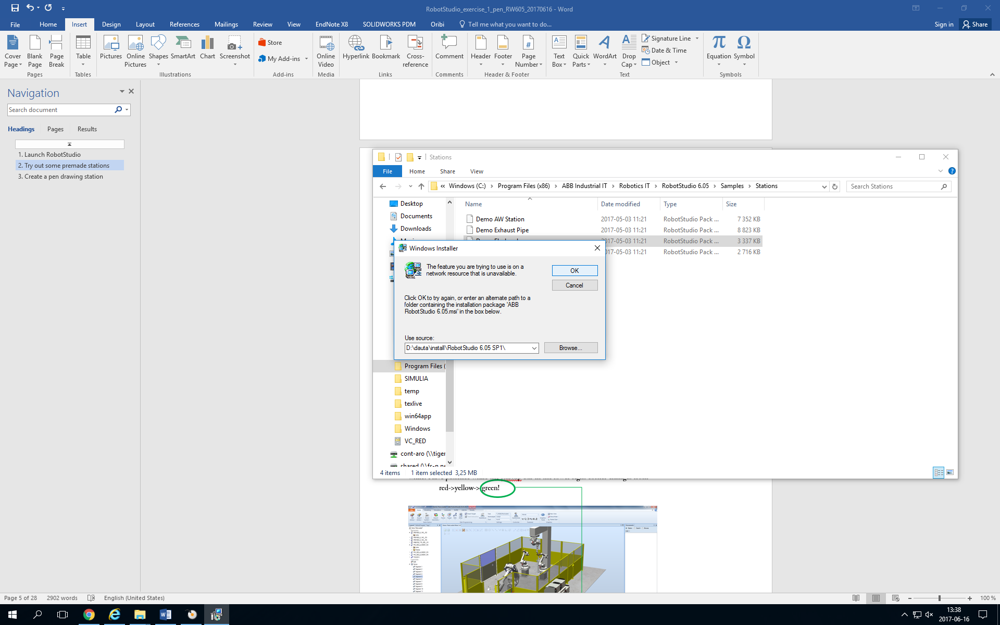 RobotStudio_exercise_1_pen_RW605_20170616 - Word
File Home Insert Design Layout References Mailings Review View EndNote X8 SOLIDWORKS PDM Oribi Tell me what you want to do... Sign in Share
Cover Page
Blank Page
Page Break
Table
Pictures
Online Pictures
Shapes
SmartArt
Chart
Screenshot
Store
My Add-ins
Online Video
Hyperlink
Bookmark
Cross-reference
Comment
Header
Footer
Page Number
Text Box
Quick Parts
WordArt
Drop Cap
Signature Line
Date & Time
Object
Equation
Symbol
Pages Tables Illustrations Add-ins Media Links Comments Header & Footer Text Symbols
Navigation
Search document
Headings Pages Results
1. Launch RobotStudio
2. Try out some premade stations
3. Create a pen drawing station
Stations
File Home Share View
« Windows (C:) > Program Files (x86) > ABB Industrial IT > Robotics IT > RobotStudio 6.05 > Samples > Stations
Search Stations
Desktop
Documents
Downloads
Program Files (
SIMULIA
temp
texlive
win64app
Windows
VC_RED
cont-aro (\\tiger
shared (\\fs-p.ne
Name Date modified Type Size
Demo AW Station 2017-05-03 11:21 RobotStudio Pack ... 7 352 KB
Demo Exhaust Pipe 2017-05-03 11:21 RobotStudio Pack ... 8 823 KB
2017-05-03 11:21 RobotStudio Pack ... 3 337 KB
017-05-03 11:21 RobotStudio Pack ... 2 716 KB
Windows Installer
The feature you are trying to use is on a
network resource that is unavailable.
OK
Cancel
Click OK to try again, or enter an alternate path to a
folder containing the installation package 'ABB
RobotStudio 6.05.msi' in the box below.
Use source:
D:\dauta\install\RobotStudio 6.05 SP1\
Browse...
4 items 1 item selected 3,25 MB
red->yellow-> green!
Page 5 of 28 2902 words English (United States) 100 %
13:38
2017-06-16